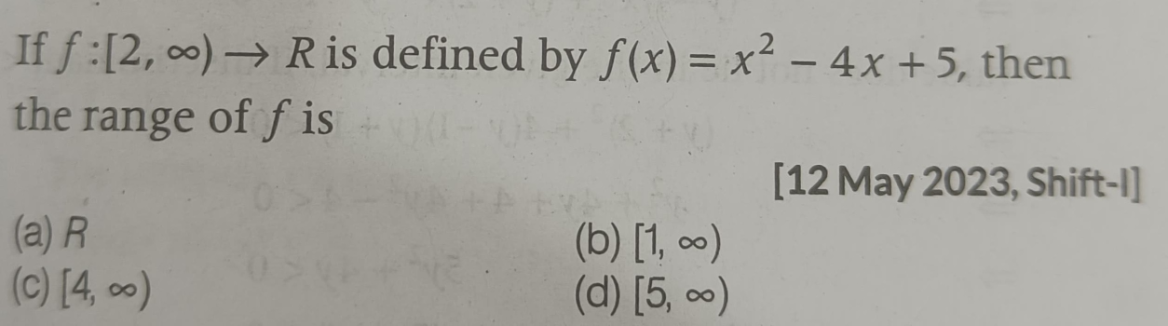 If f :[2, ∞) → R is defined by f(x) = x² – 4x + 5, then
the range of f is
[12 May 2023, Shift-I]
(a) R (b) [1, ∞)
(c) [4, ∞) (d) [5, ∞)